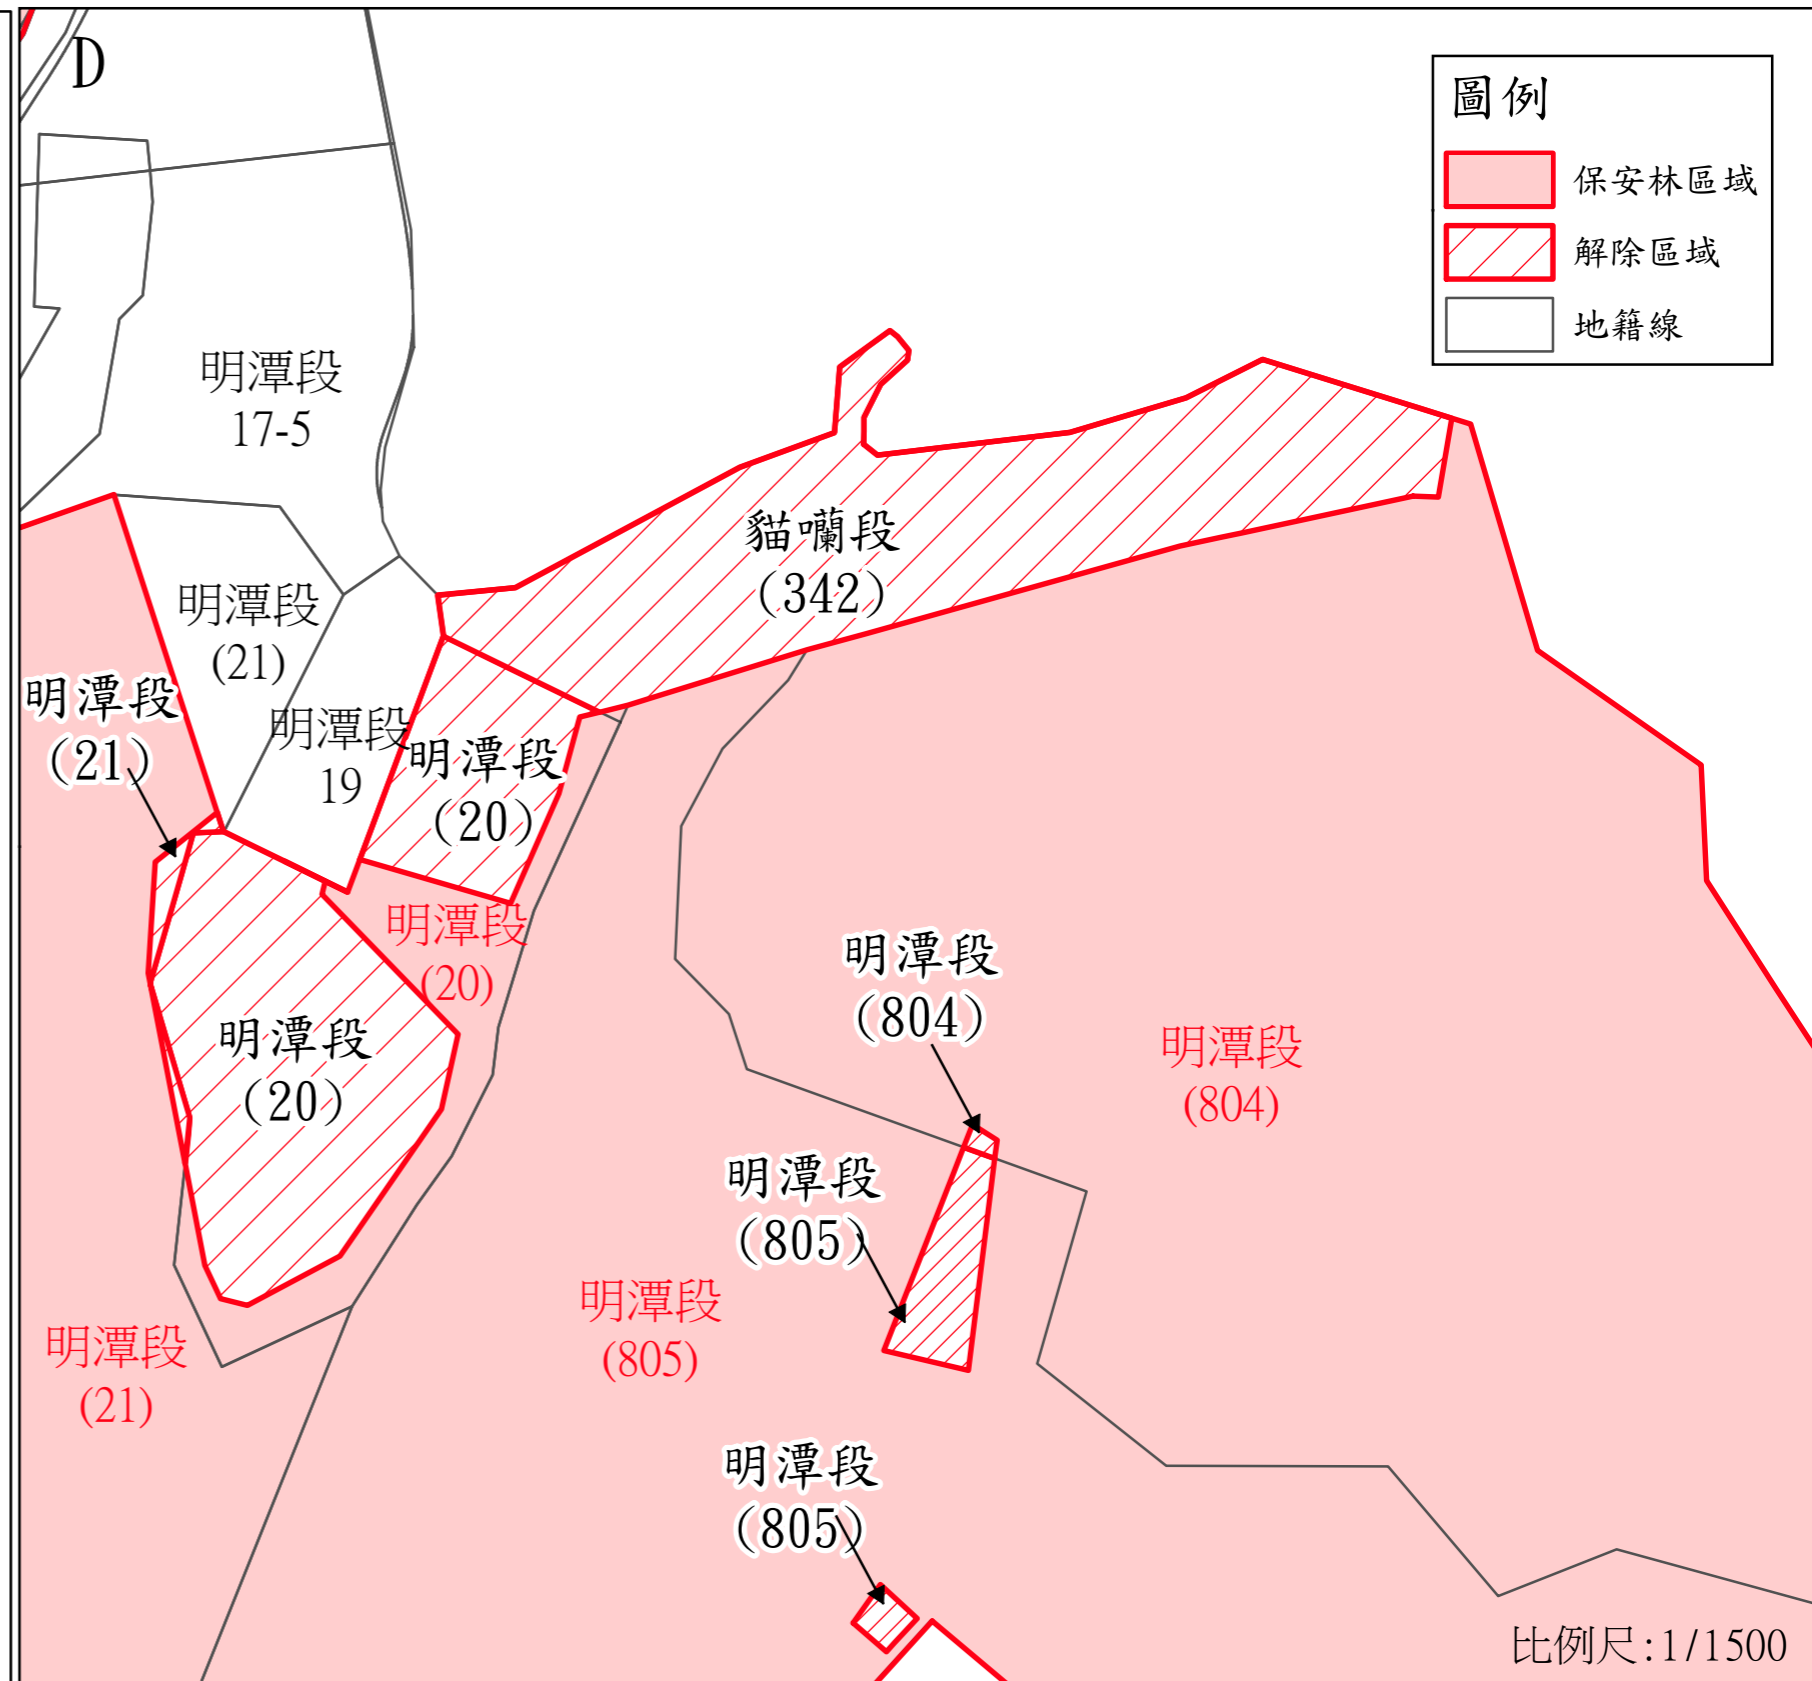 D
圖例
保安林區域
解除區域
地籍線
明潭段
17-5
貓囒段
(342)
明潭段
(21)
明潭段
(21)
明潭段
19
明潭段
(20)
明潭段
(20)
明潭段
(804)
明潭段
(20)
明潭段
(804)
明潭段
(805)
明潭段
(805)
明潭段
(21)
明潭段
(805)
比例尺:1/1500